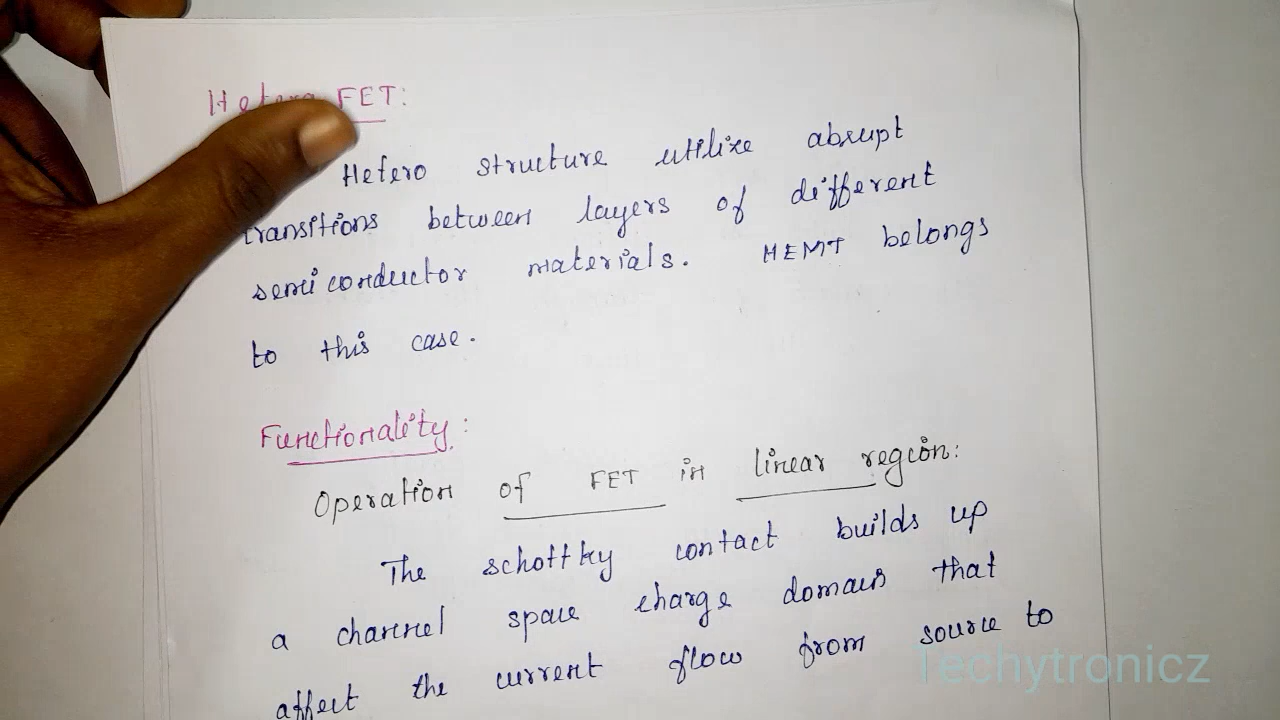 Hetero FET:
Hetero structure utilize abrupt
transitions between layers of different
semiconductor materials. HEMT belongs
to this case.
Functionality:
Operation of FET in linear region:
The schottky contact builds up
a channel space charge domain that
affect the current flow from source to
Techytronicz